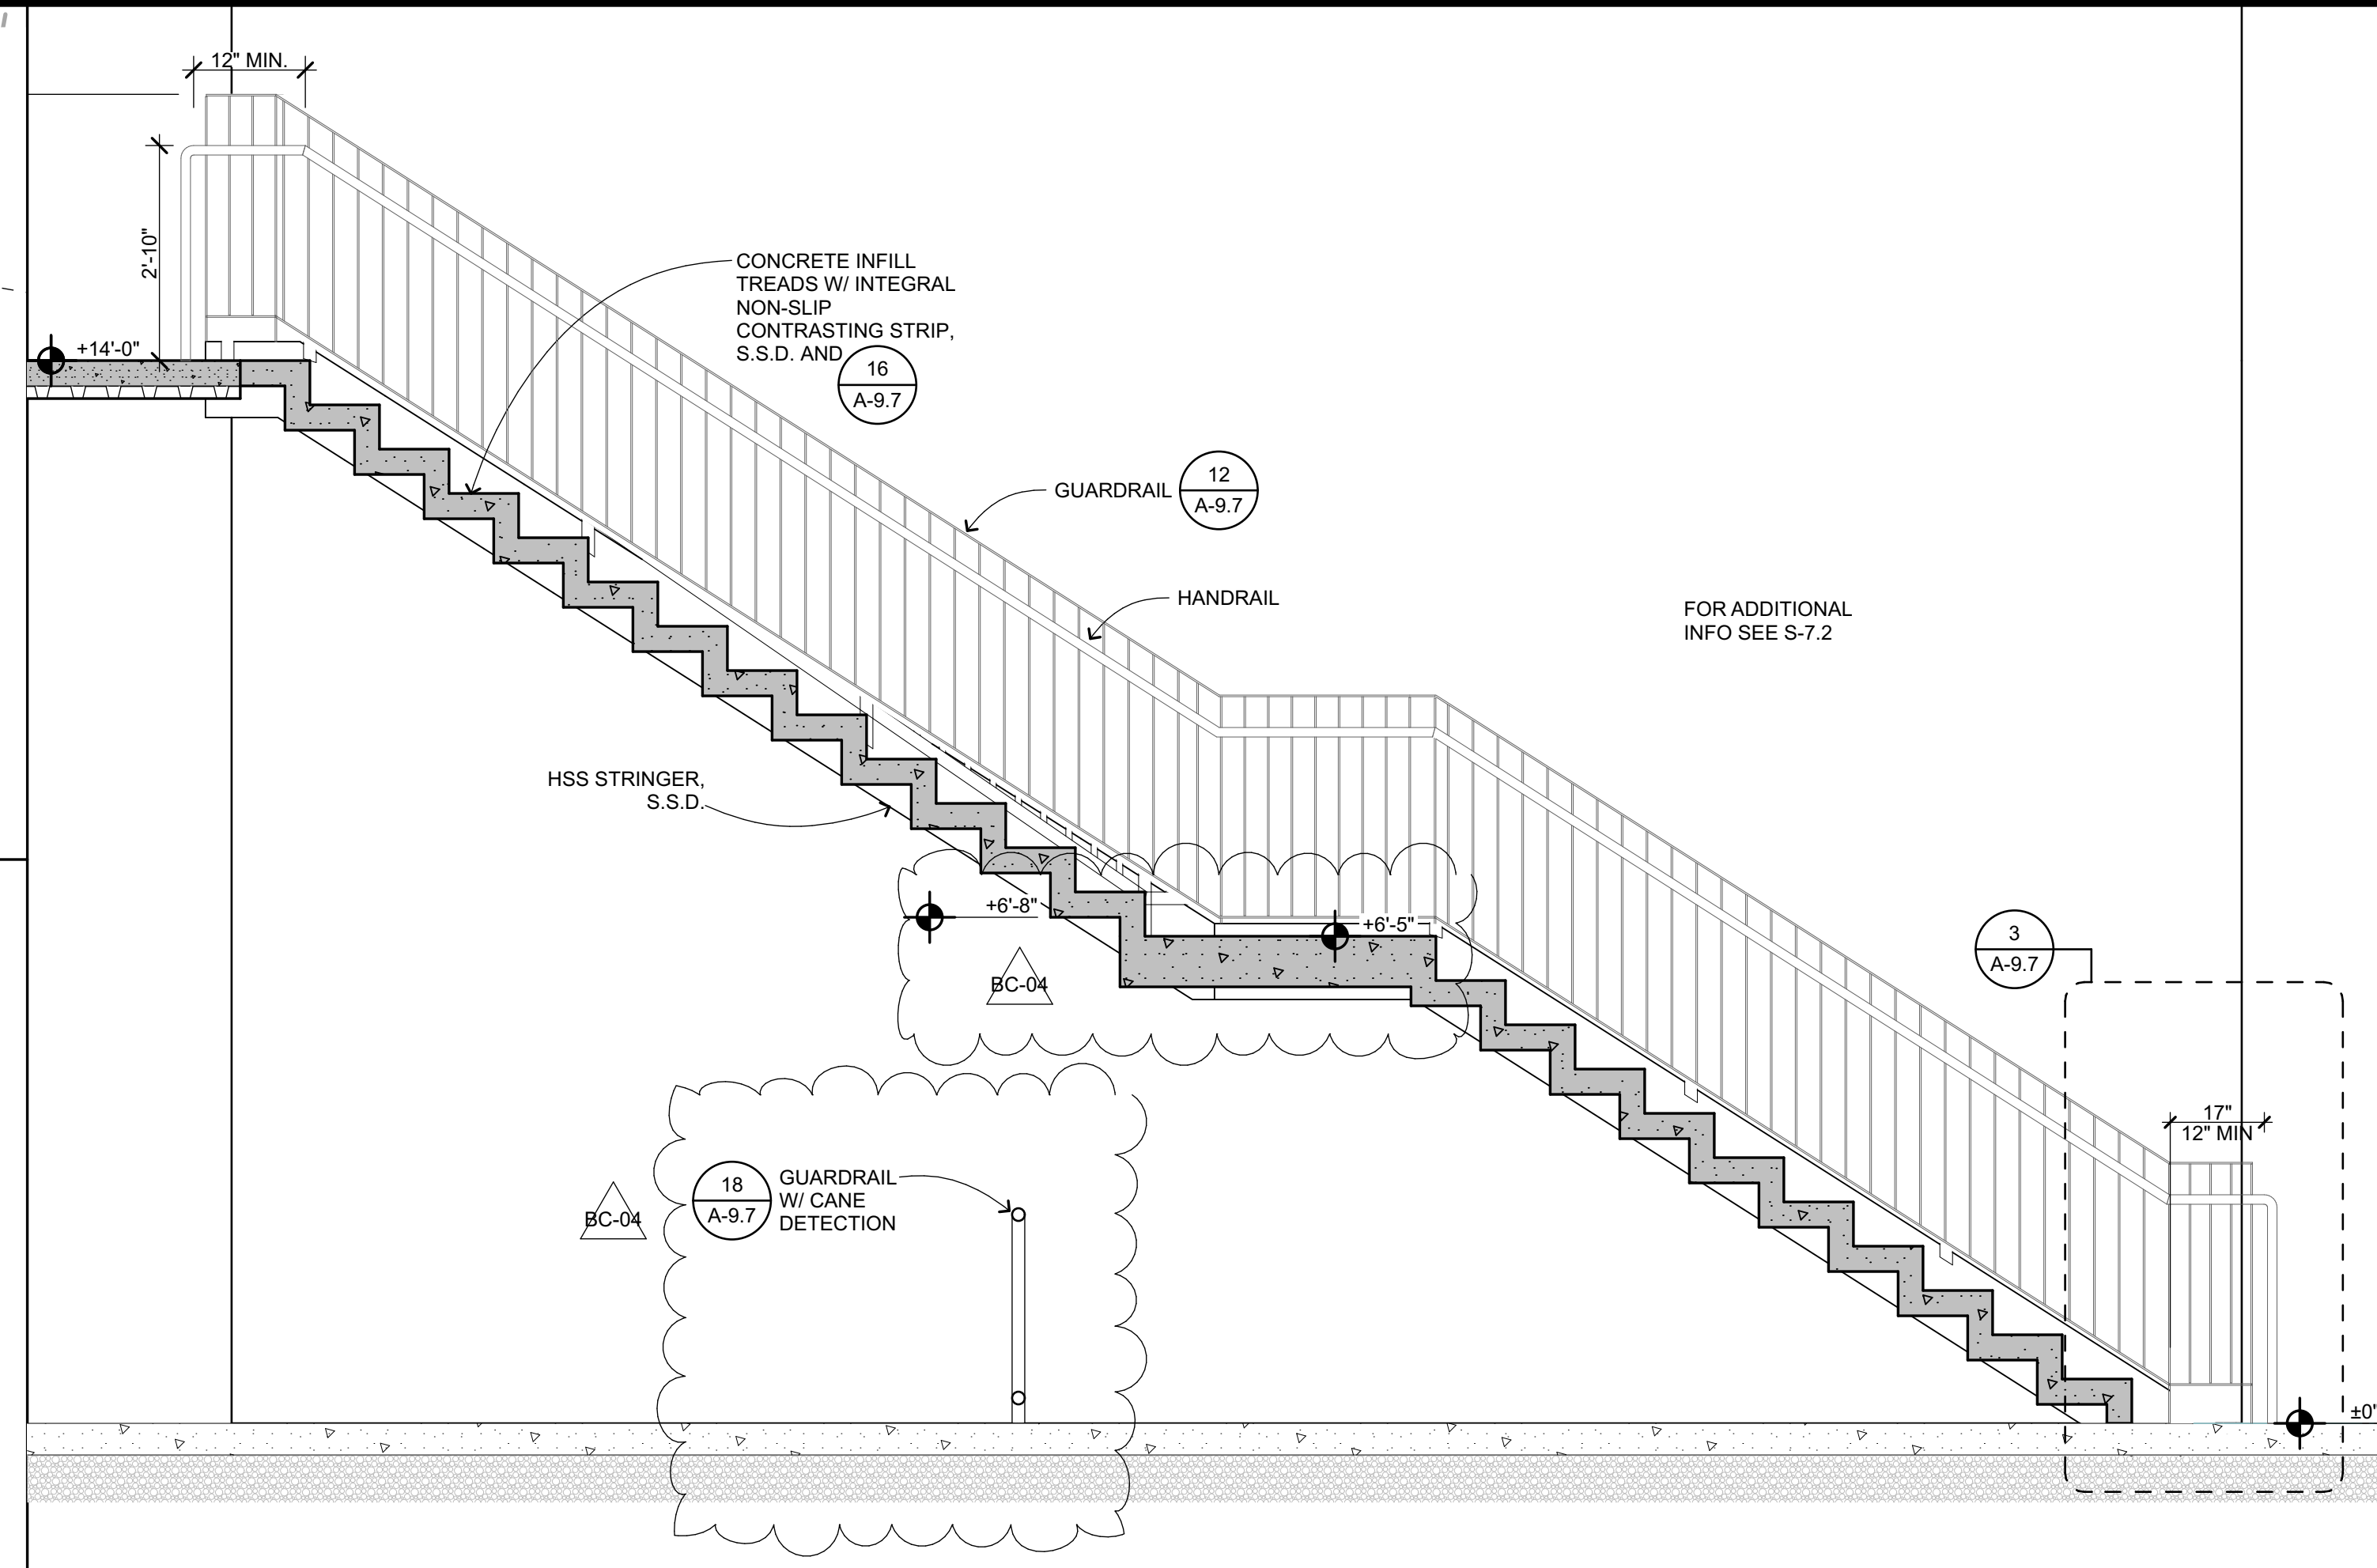 12" MIN.
2'-10"
+14'-0"
CONCRETE INFILL
TREADS W/ INTEGRAL
NON-SLIP
CONTRASTING STRIP,
S.S.D. AND
16
A-9.7
GUARDRAIL
12
A-9.7
HANDRAIL
FOR ADDITIONAL
INFO SEE S-7.2
HSS STRINGER,
S.S.D.
+6'-8"
+6'-5"
BC-04
3
A-9.7
17"
12" MIN
BC-04
18
A-9.7
GUARDRAIL
W/ CANE
DETECTION
±0"